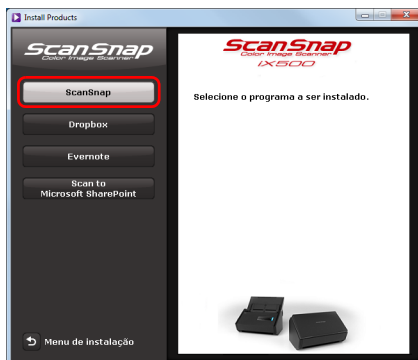 Install Products
ScanSnap
Color Image Scanner
ScanSnap
Dropbox
Evernote
Scan to
Microsoft SharePoint
Menu de instalação
ScanSnap
Color Image Scanner
iX500
Selecione o programa a ser instalado.